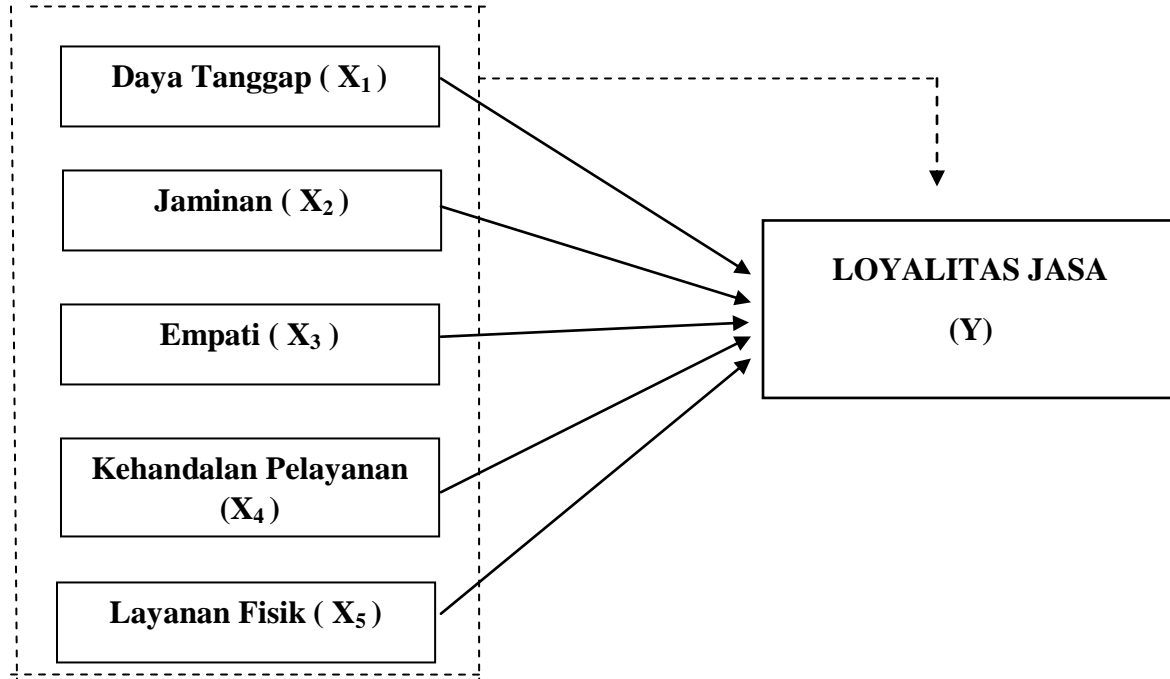 Daya Tanggap ( X₁ )
Jaminan ( X₂ )
Empati ( X₃ )
Kehandalan Pelayanan
(X₄ )
Layanan Fisik ( X₅ )
LOYALITAS JASA
(Y)